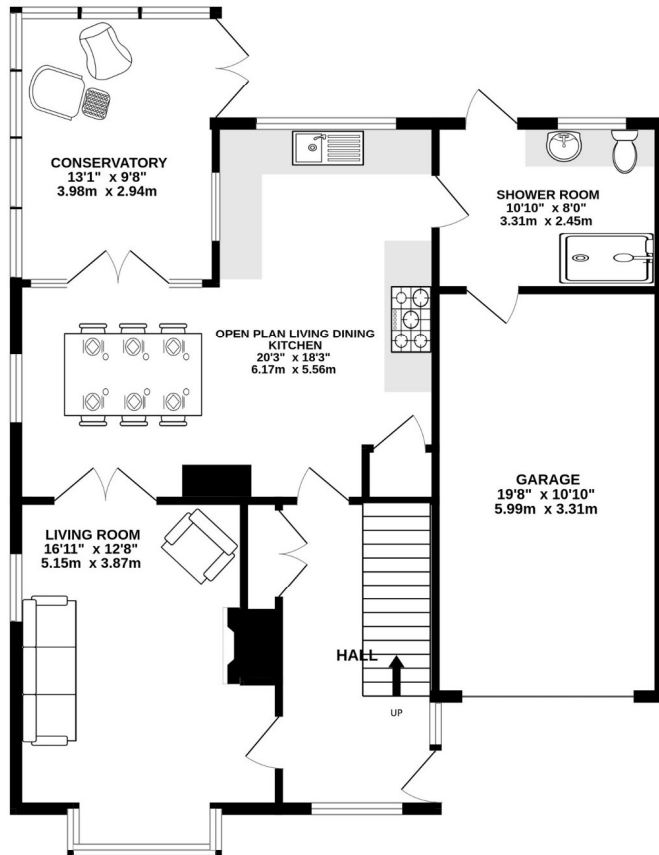 CONSERVATORY
13'1" x 9'8"
3.98m x 2.94m
SHOWER ROOM
10'10" x 8'0"
3.31m x 2.45m
OPEN PLAN LIVING DINING
KITCHEN
20'3" x 18'3"
6.17m x 5.56m
GARAGE
19'8" x 10'10"
5.99m x 3.31m
LIVING ROOM
16'11" x 12'8"
5.15m x 3.87m
HALL
UP